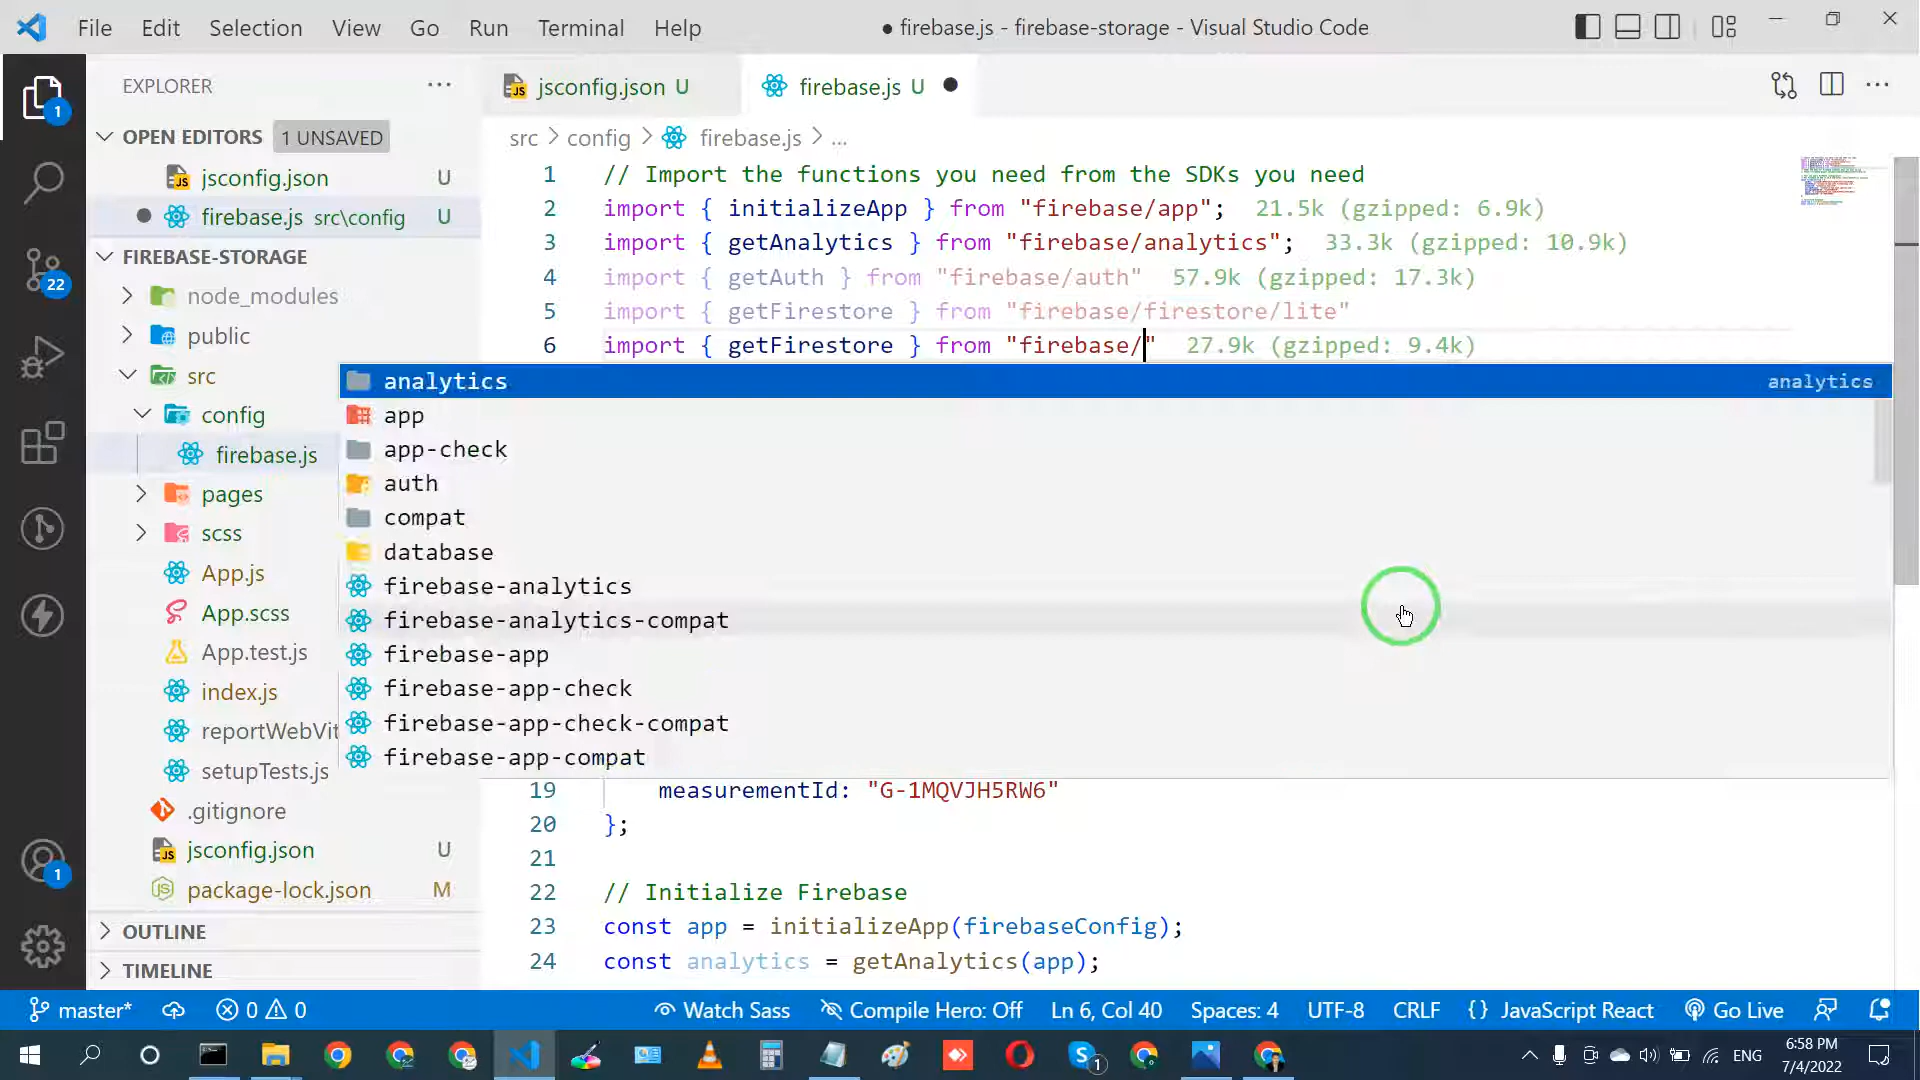 File Edit Selection View Go Run Terminal Help
● firebase.js - firebase-storage - Visual Studio Code
EXPLORER
OPEN EDITORS 1 UNSAVED
jsconfig.json U
firebase.js src\config U
FIREBASE-STORAGE
node_modules
public
src
config
firebase.js
pages
scss
App.js
App.scss
App.test.js
index.js
reportWebVit
setupTests.js
.gitignore
jsconfig.json U
package-lock.json M
OUTLINE
TIMELINE
1
22
1
jsconfig.json U
firebase.js U
src > config > firebase.js > ...
1 // Import the functions you need from the SDKs you need
2 import { initializeApp } from "firebase/app"; 21.5k (gzipped: 6.9k)
3 import { getAnalytics } from "firebase/analytics"; 33.3k (gzipped: 10.9k)
4 import { getAuth } from "firebase/auth" 57.9k (gzipped: 17.3k)
5 import { getFirestore } from "firebase/firestore/lite"
6 import { getFirestore } from "firebase/" 27.9k (gzipped: 9.4k)
analytics analytics
app
app-check
auth
compat
database
firebase-analytics
firebase-analytics-compat
firebase-app
firebase-app-check
firebase-app-check-compat
firebase-app-compat
19 measurementId: "G-1MQVJH5RW6"
20 };
21
22 // Initialize Firebase
23 const app = initializeApp(firebaseConfig);
24 const analytics = getAnalytics(app);
master* 0 0 Watch Sass Compile Hero: Off Ln 6, Col 40 Spaces: 4 UTF-8 CRLF {} JavaScript React Go Live
1 ENG 6:58 PM
7/4/2022